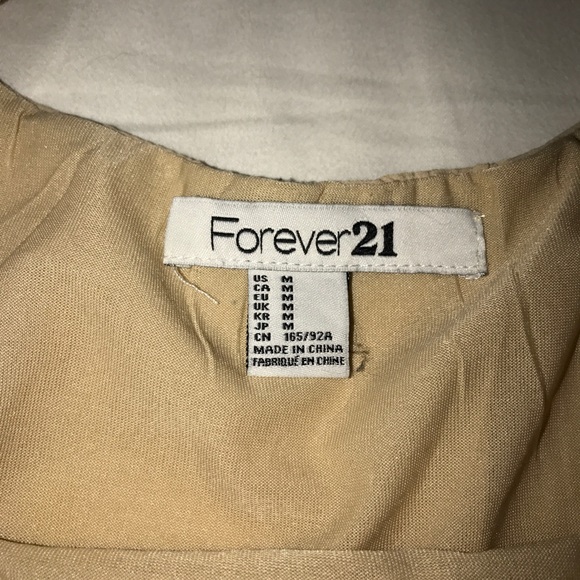 Forever21
US M
CA M
EU M
UK M
KR M
JP M
CN 165/92A
MADE IN CHINA
FABRIQUÉ EN CHINE